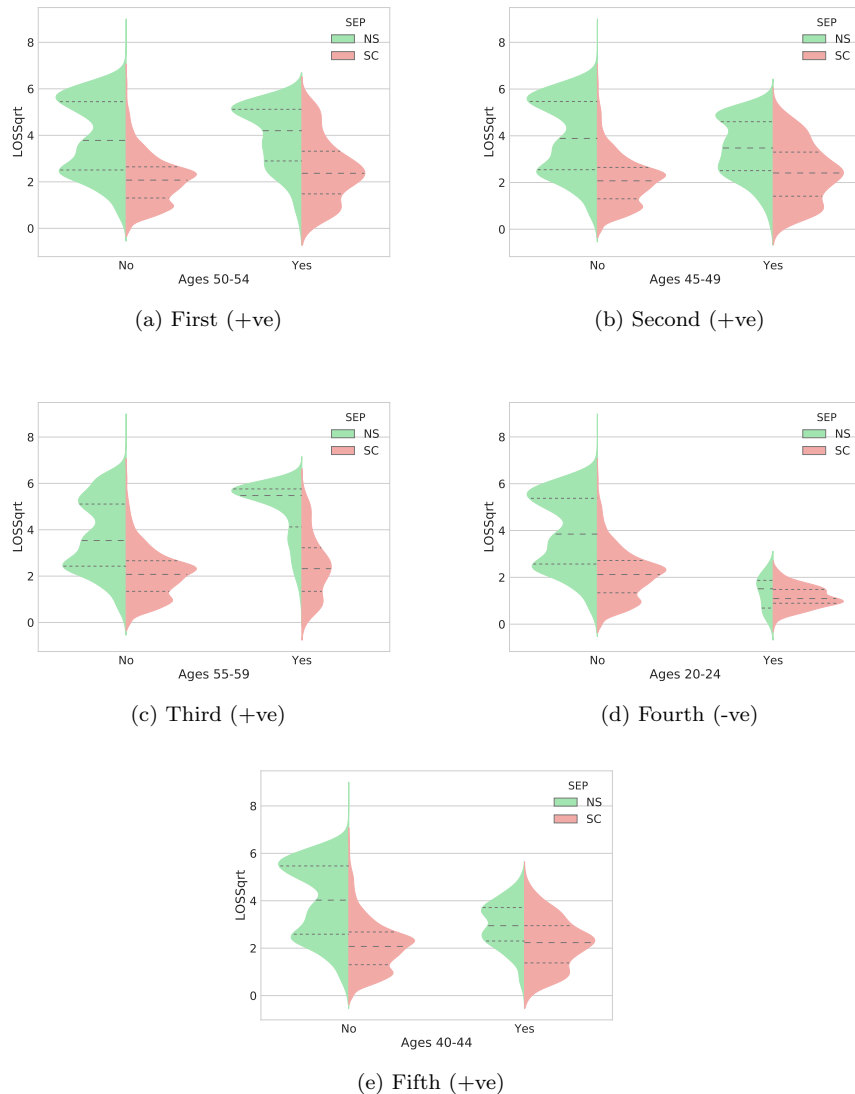 SEP
NS
SC
8
6
4
2
0
LOSSqrt
No
Yes
Ages 50-54
(a) First (+ve)
SEP
NS
SC
8
6
4
2
0
LOSSqrt
No
Yes
Ages 45-49
(b) Second (+ve)
SEP
NS
SC
8
6
4
2
0
LOSSqrt
No
Yes
Ages 55-59
(c) Third (+ve)
SEP
NS
SC
8
6
4
2
0
LOSSqrt
No
Yes
Ages 20-24
(d) Fourth (-ve)
SEP
NS
SC
8
6
4
2
0
LOSSqrt
No
Yes
Ages 40-44
(e) Fifth (+ve)